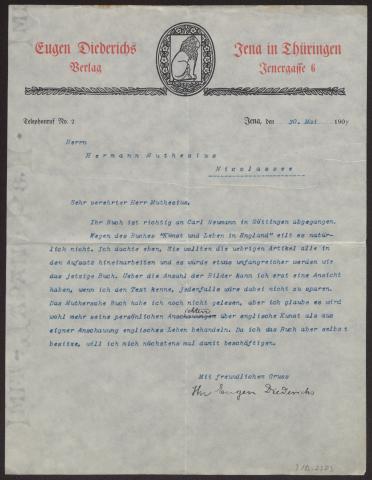 Eugen Diederichs
Verlag
Jena in Thüringen
Jenergasse 6
Telephonruf No. 2
Jena, den 30. Mai 190
Herrn
Hermann Muthesius
Nicolassee
Sehr verehrter Herr Muthesius,
Ihr Buch ist richtig an Carl Neumann in Göttingen abgegangen.
Wegen des Buches "Kunst und Leben in England" eilt es natür-
lich nicht. Ich dachte eben, Sie wollten die uebrigen Artikel alle in
den Aufsatz hineinarbeiten und es würde etwas umfangreicher werden wie
das jetzige Buch. Ueber die Anzahl der Bilder kann ich erst eine Ansicht
haben, wenn ich den Text kenne, jedenfalls wäre dabei nicht zu sparen.
Das Muthersche Buch habe ich noch nicht gelesen, aber ich glaube es wird
wohl mehr seine persönlichen Ansichten über englische Kunst als aus
eigner Anschauung englisches Leben behandeln. Da ich das Buch aber selbst
besitze, will ich mich nächstens mal damit beschäftigen.
Mit freundlichem Gruss
Ihr Eugen Diederichs